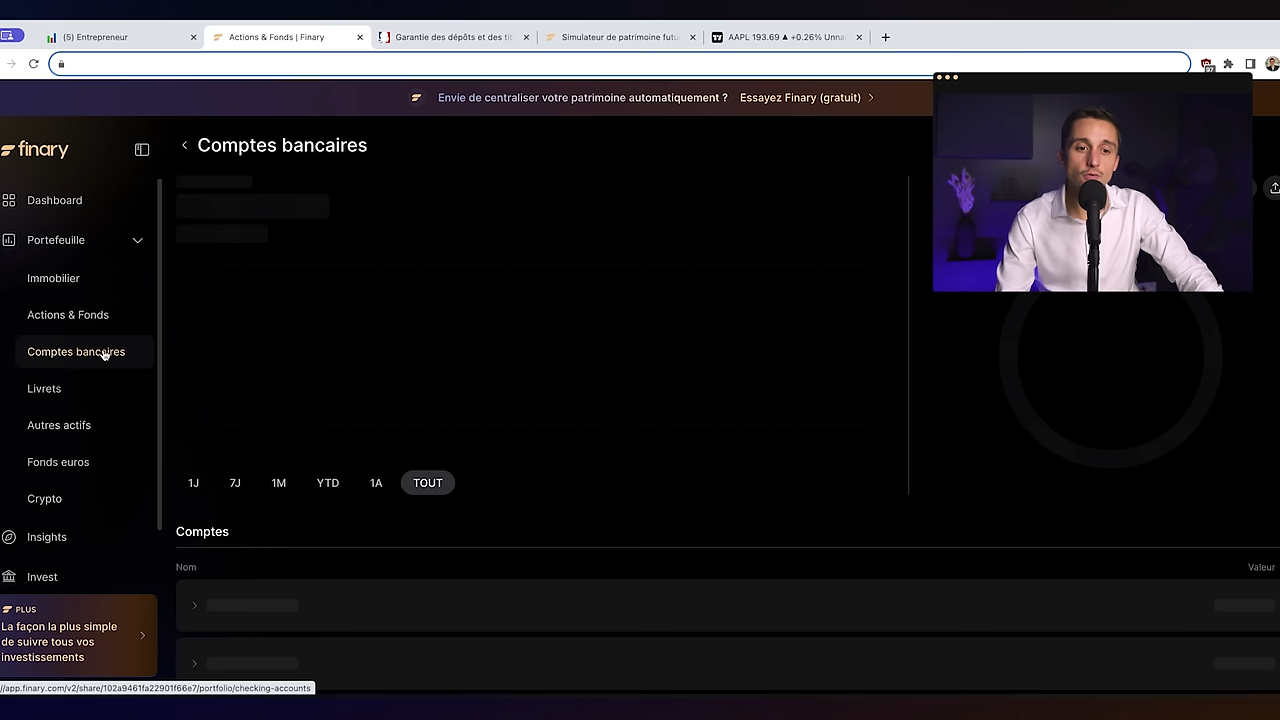 (5) Entrepreneur
Actions & Fonds | Finary
Garantie des dépôts et des tit
Simulateur de patrimoine futu
AAPL 193.69 ▲ +0.26% Unna
Envie de centraliser votre patrimoine automatiquement ? Essayez Finary (gratuit)
finary
Comptes bancaires
Dashboard
Portefeuille
Immobilier
Actions & Fonds
Comptes bancaires
Livrets
Autres actifs
Fonds euros
Crypto
Insights
Invest
PLUS
La façon la plus simple
de suivre tous vos
investissements
1J 7J 1M YTD 1A TOUT
Comptes
Nom Valeur
//app.finary.com/v2/share/102a9461fa22901f66e7/portfolio/checking-accounts